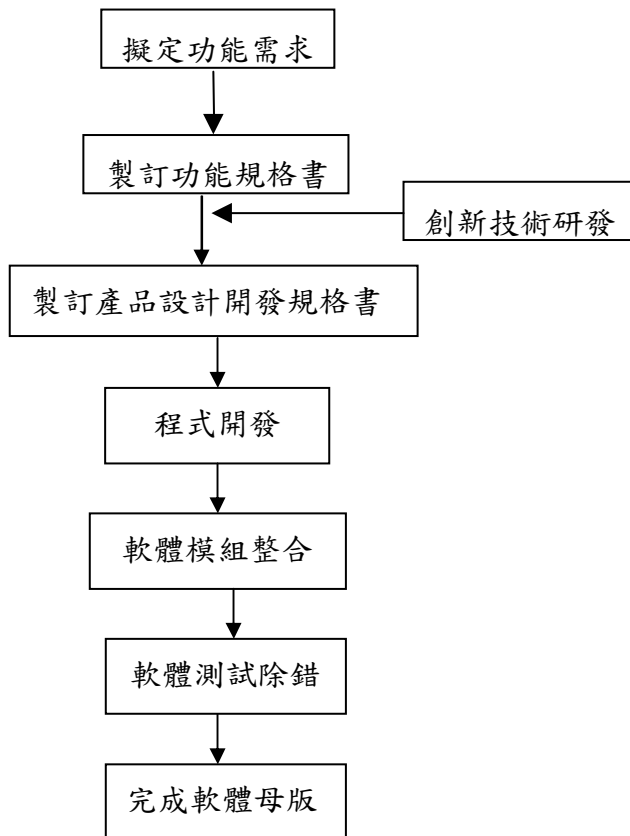 擬定功能需求
製訂功能規格書
創新技術研發
製訂產品設計開發規格書
程式開發
軟體模組整合
軟體測試除錯
完成軟體母版